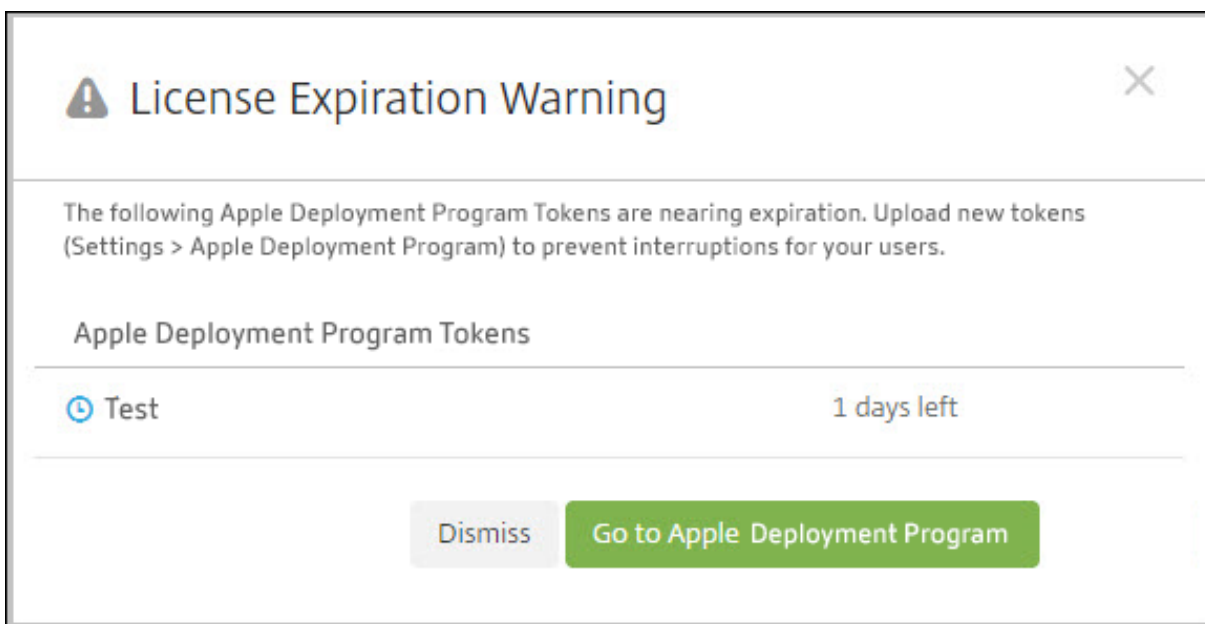 License Expiration Warning
The following Apple Deployment Program Tokens are nearing expiration. Upload new tokens
(Settings > Apple Deployment Program) to prevent interruptions for your users.
Apple Deployment Program Tokens
Test 1 days left
Dismiss Go to Apple Deployment Program